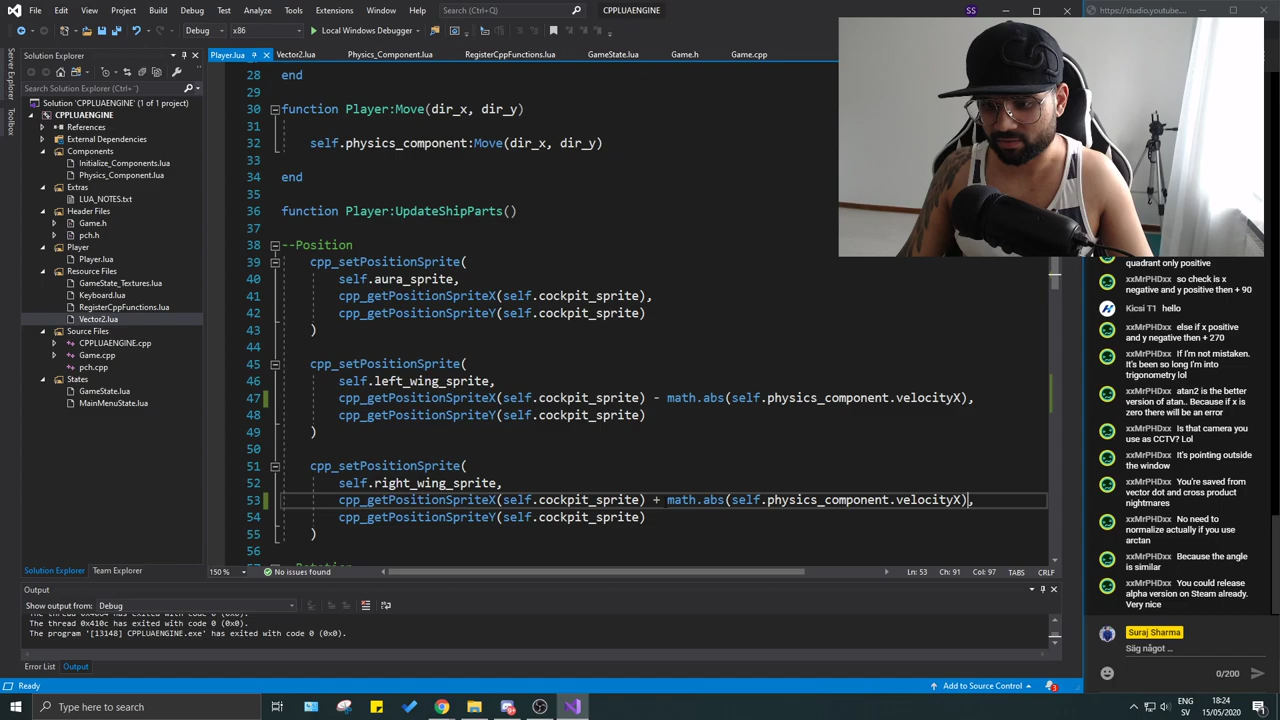 File Edit View Project Build Debug Test Analyze Tools Extensions Window Help Search (Ctrl+Q) CPPLUAENGINE SS
https://studio.youtube.
Debug x86 Local Windows Debugger
Server Explorer
Toolbox
Solution Explorer
Search Solution Explorer (Ctrl+')
Solution 'CPPLUAENGINE' (1 of 1 project)
CPPLUAENGINE
References
External Dependencies
Components
Initialize_Components.lua
Physics_Component.lua
Extras
LUA_NOTES.txt
Header Files
Game.h
pch.h
Player
Player.lua
Resource Files
GameState_Textures.lua
Keyboard.lua
RegisterCppFunctions.lua
Vector2.lua
Source Files
CPPLUAENGINE.cpp
Game.cpp
pch.cpp
States
GameState.lua
MainMenuState.lua
Solution Explorer Team Explorer
Player.lua Vector2.lua Physics_Component.lua RegisterCppFunctions.lua GameState.lua Game.h Game.cpp
28 end
29
30 function Player:Move(dir_x, dir_y)
31
32 self.physics_component:Move(dir_x, dir_y)
33
34 end
35
36 function Player:UpdateShipParts()
37
38 --Position
39 cpp_setPositionSprite(
40 self.aura_sprite,
41 cpp_getPositionSpriteX(self.cockpit_sprite),
42 cpp_getPositionSpriteY(self.cockpit_sprite)
43 )
44
45 cpp_setPositionSprite(
46 self.left_wing_sprite,
47 cpp_getPositionSpriteX(self.cockpit_sprite) - math.abs(self.physics_component.velocityX),
48 cpp_getPositionSpriteY(self.cockpit_sprite)
49 )
50
51 cpp_setPositionSprite(
52 self.right_wing_sprite,
53 cpp_getPositionSpriteX(self.cockpit_sprite) + math.abs(self.physics_component.velocityX),
54 cpp_getPositionSpriteY(self.cockpit_sprite)
55 )
56
150 % No issues found Ln: 53 Ch: 91 Col: 97 TABS CRLF
Output
Show output from: Debug
The program '[13148] CPPLUAENGINE.exe' has exited with code 0 (0x0).
The thread 0x410c has exited with code 0 (0x0).
Error List Output
Ready Add to Source Control 3
quadrant only positive
xxMrPHDxx so check is x
negative and y positive then + 90
Kicsi T1 hello
xxMrPHDxx else if x positive
and y negative then + 270
xxMrPHDxx If I'm not mistaken.
It's been so long I'm into
trigonometry lol
xxMrPHDxx atan2 is the better
version of atan.. Because if x is
zero there will be an error
xxMrPHDxx Is that camera you
use as CCTV? Lol
xxMrPHDxx It's pointing outside
the window
xxMrPHDxx You're saved from
vector dot and cross product
nightmares
xxMrPHDxx No need to
normalize actually if you use
arctan
xxMrPHDxx Because the angle
is similar
xxMrPHDxx You could release
alpha version on Steam already.
Very nice
Suraj Sharma
Säg något ...
0/200
Type here to search
ENG
SV
18:24
15/05/2020
1